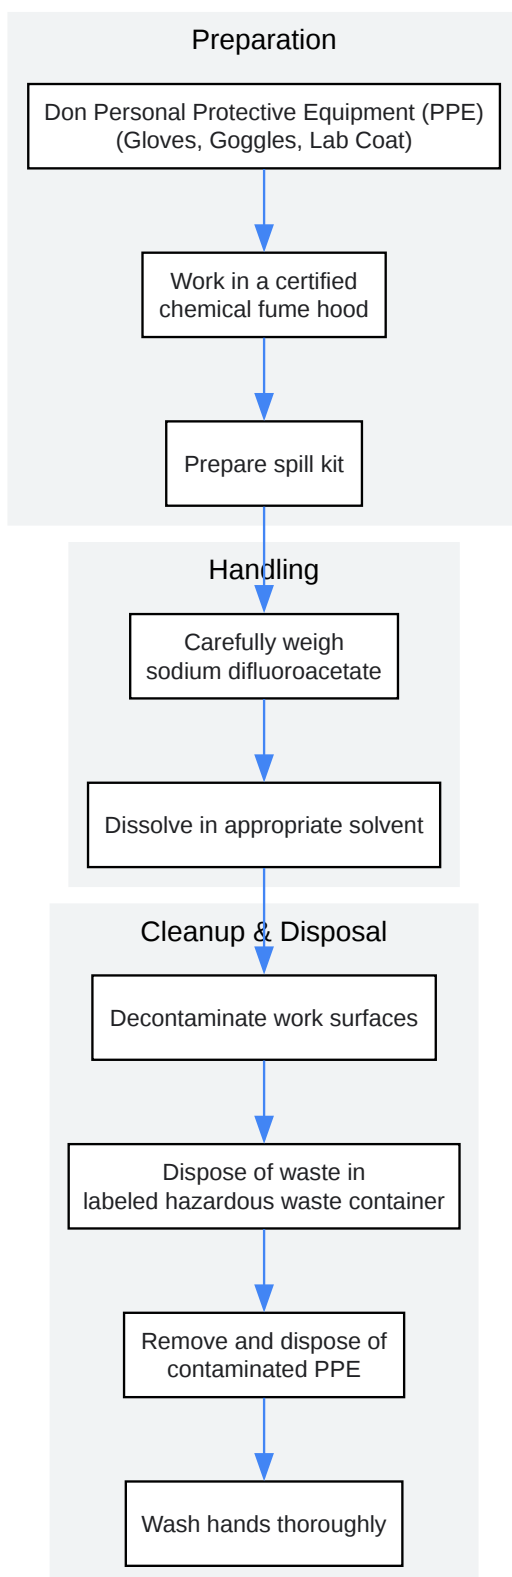 Preparation
Don Personal Protective Equipment (PPE)
(Gloves, Goggles, Lab Coat)
Work in a certified
chemical fume hood
Prepare spill kit
Handling
Carefully weigh
sodium difluoroacetate
Dissolve in appropriate solvent
Cleanup & Disposal
Decontaminate work surfaces
Dispose of waste in
labeled hazardous waste container
Remove and dispose of
contaminated PPE
Wash hands thoroughly